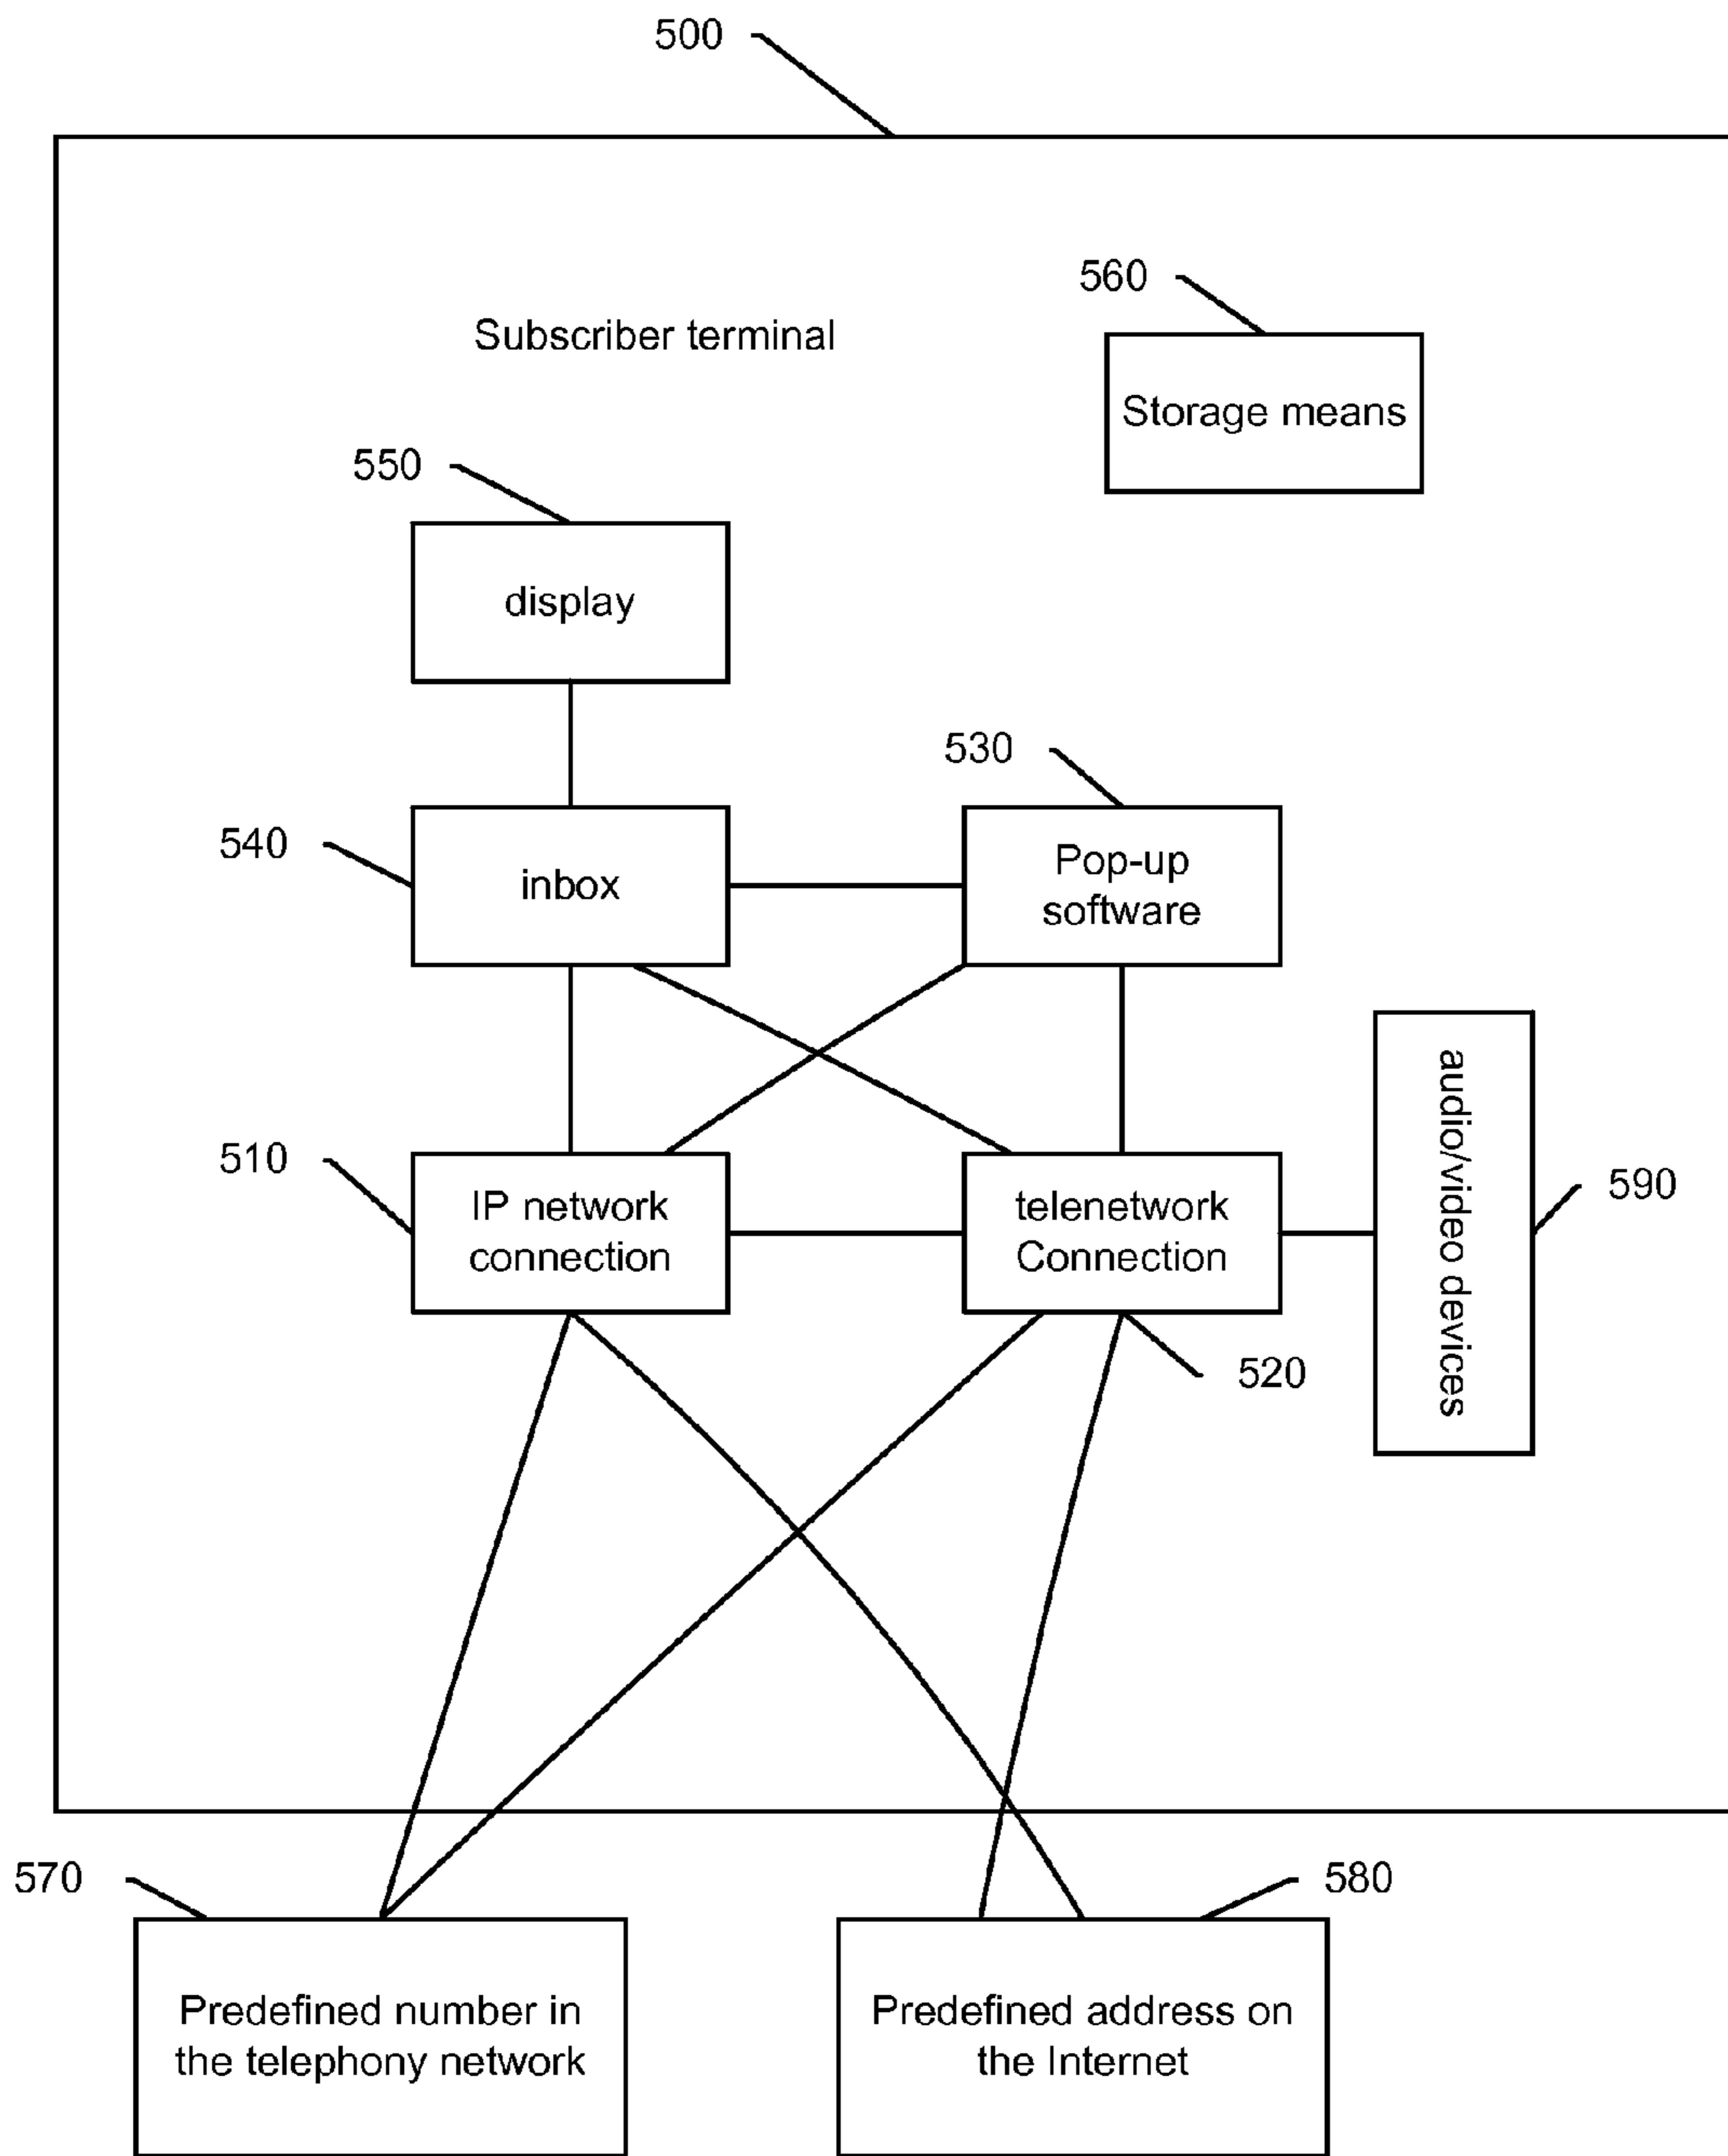 500
560
Subscriber terminal
Storage means
550
display
530
540
inbox
Pop-up
software
510
IP network
connection
telenetwork
Connection
audio/video devices
590
520
570
580
Predefined number in
the telephony network
Predefined address on
the Internet